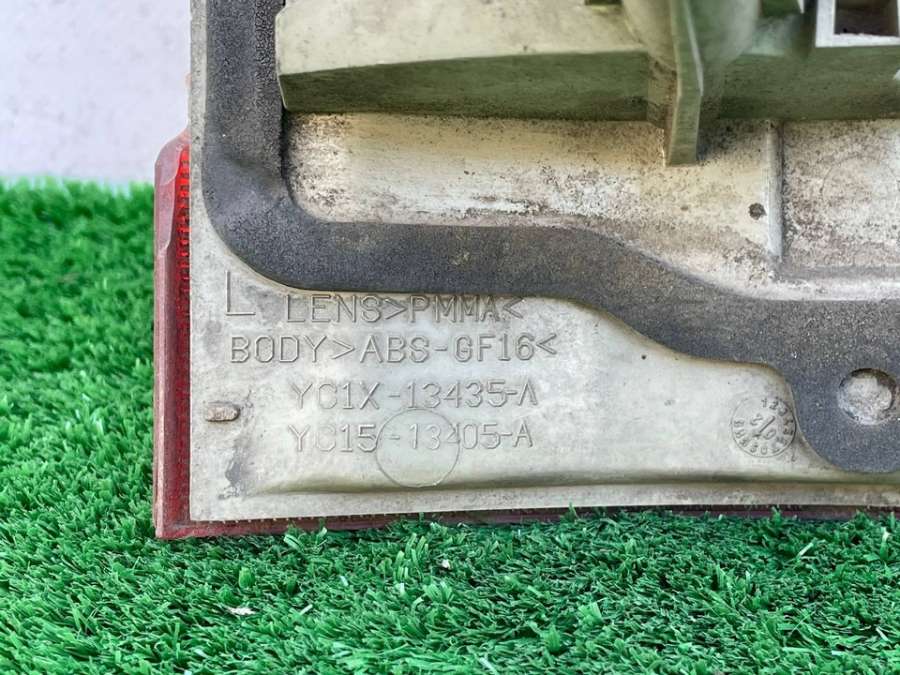 L LENS>PMMA<
BODY>ABS-GF16<
YC1X-13435-A
YC15-13405-A